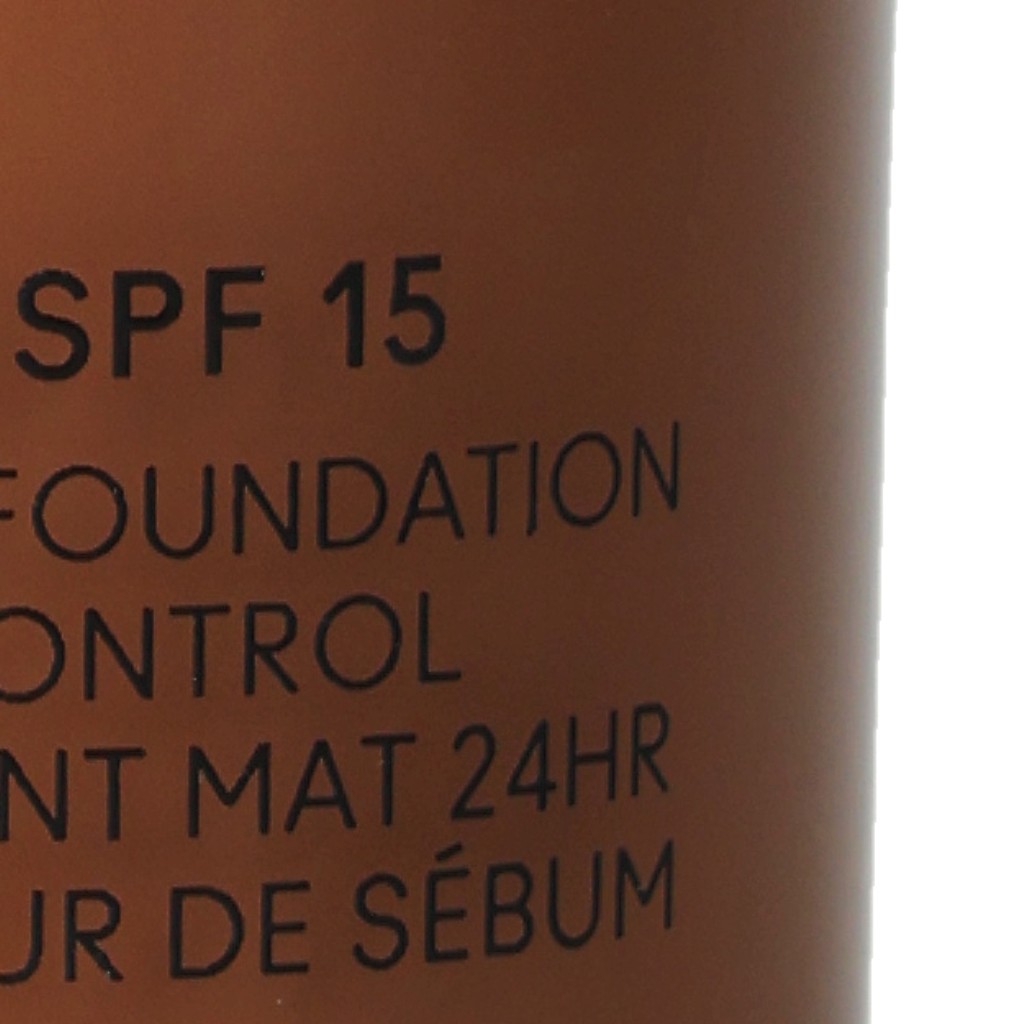 SPF 15
FOUNDATION
ONTROL
NT MAT 24HR
UR DE SÉBUM